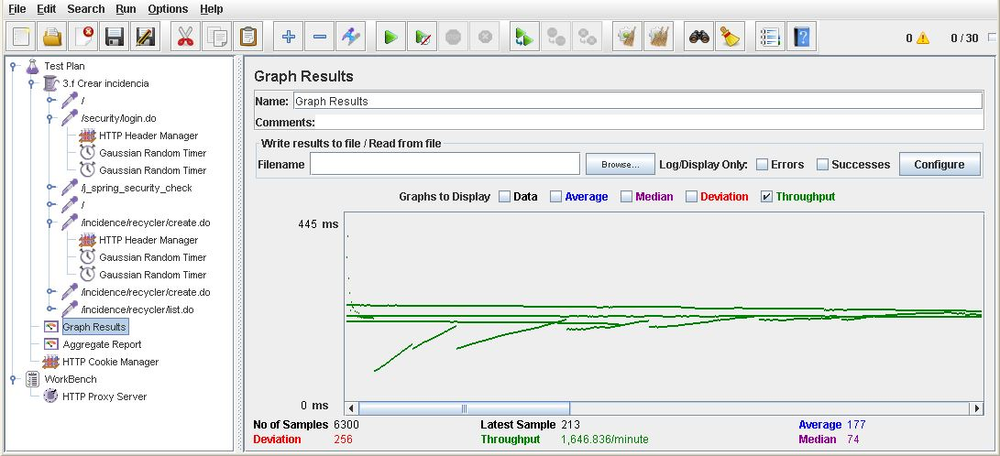 File Edit Search Run Options Help
0 0 / 30
Test Plan
3.f Crear incidencia
/
/security/login.do
HTTP Header Manager
Gaussian Random Timer
Gaussian Random Timer
/j_spring_security_check
/
/incidence/recycler/create.do
HTTP Header Manager
Gaussian Random Timer
Gaussian Random Timer
/incidence/recycler/create.do
/incidence/recycler/list.do
Graph Results
Aggregate Report
HTTP Cookie Manager
WorkBench
HTTP Proxy Server
Graph Results
Name: Graph Results
Comments:
Write results to file / Read from file
Filename Browse... Log/Display Only: Errors Successes Configure
Graphs to Display Data Average Median Deviation Throughput
445 ms
0 ms
No of Samples 6300 Latest Sample 213 Average 177
Deviation 256 Throughput 1,646.836/minute Median 74